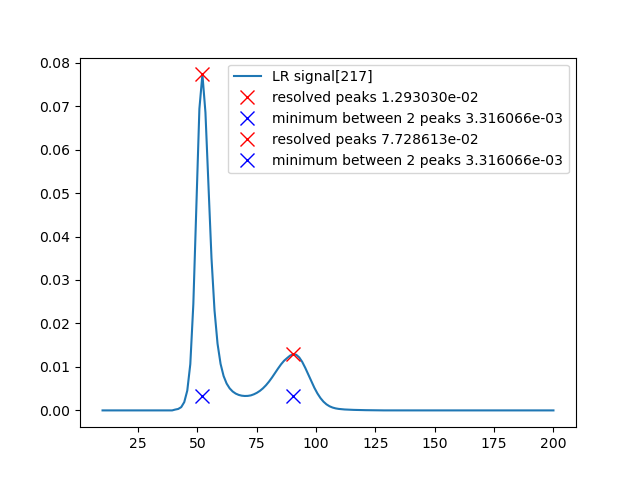 0.08
0.07
0.06
0.05
0.04
0.03
0.02
0.01
0.00
LR signal[217]
resolved peaks 1.293030e-02
minimum between 2 peaks 3.316066e-03
resolved peaks 7.728613e-02
minimum between 2 peaks 3.316066e-03
25 50 75 100 125 150 175 200